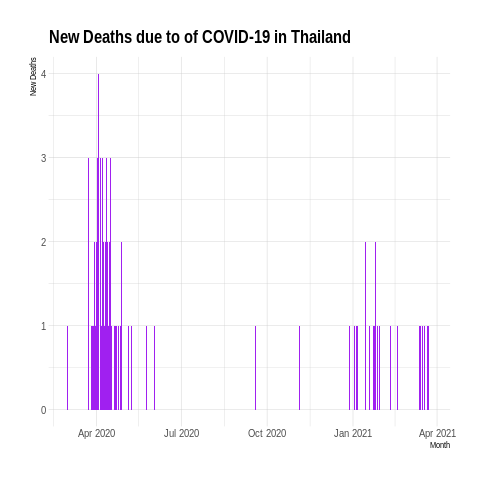 New Deaths due to of COVID-19 in Thailand
New Deaths
4
3
2
1
0
Apr 2020 Jul 2020 Oct 2020 Jan 2021 Apr 2021
Month